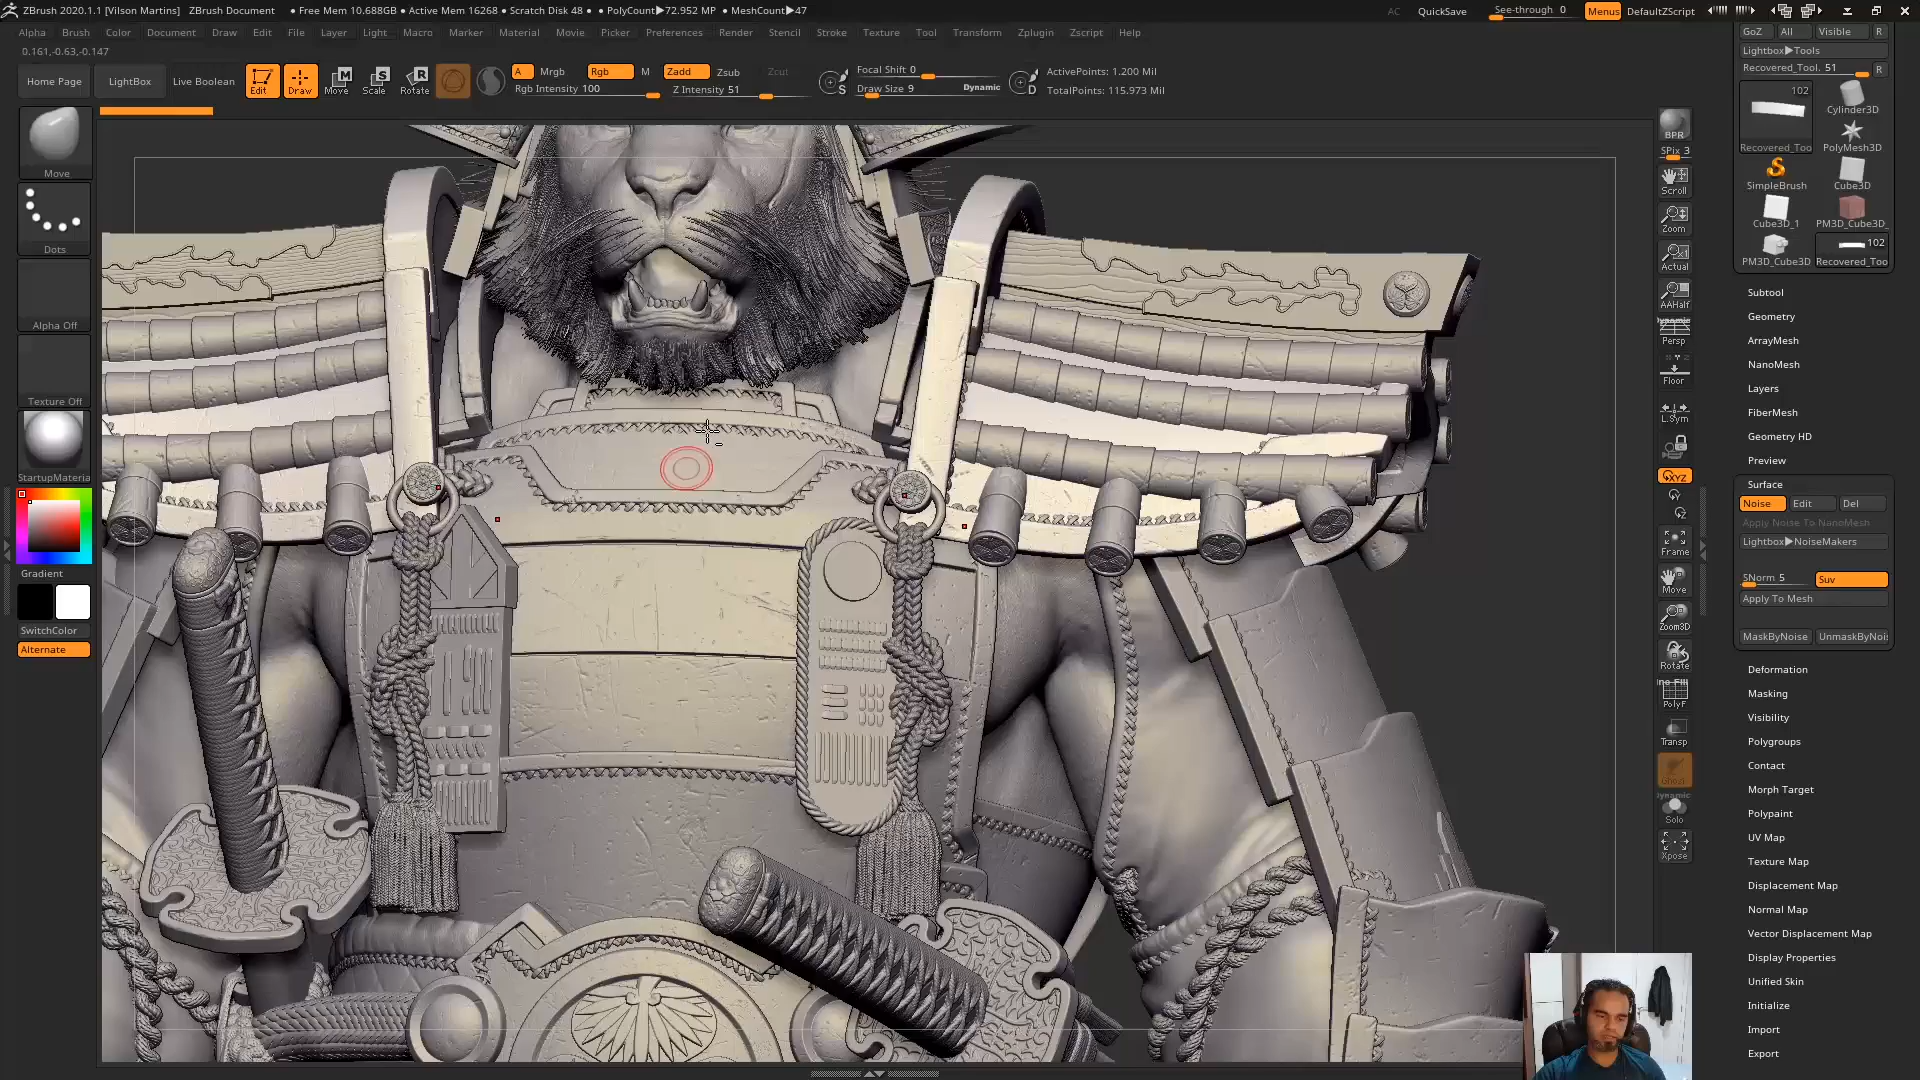 ZBrush 2020.1.1 [Vilson Martins] ZBrush Document • Free Mem 10.688GB • Active Mem 16268 • Scratch Disk 48 • • PolyCount▶72.952 MP • MeshCount▶47 AC QuickSave See-through 0 Menus DefaultZScript
Alpha Brush Color Document Draw Edit File Layer Light Macro Marker Material Movie Picker Preferences Render Stencil Stroke Texture Tool Transform Zplugin Zscript Help
0.161,-0.63,-0.147
Home Page LightBox Live Boolean Edit Draw Move Scale Rotate
A Mrgb Rgb M Zadd Zsub Zcut
Rgb Intensity 100 Z Intensity 51
Focal Shift 0
Draw Size 9 Dynamic
ActivePoints: 1.200 Mil
TotalPoints: 115.973 Mil
Move
Dots
Alpha Off
Texture Off
StartupMateria
Gradient
SwitchColor
Alternate
BPR
SPix 3
Scroll
Zoom
Actual
AAHalf
Dynamic
Persp
Floor
L.Sym
XYZ
Frame
Move
Zoom3D
Rotate
PolyF
Transp
Ghost
Dynamic
Solo
Xpose
GoZ All Visible R
Lightbox▶Tools
Recovered_Tool. 51 R
102
Cylinder3D
Recovered_Too PolyMesh3D
SimpleBrush Cube3D
Cube3D_1 PM3D_Cube3D_
102
PM3D_Cube3D Recovered_Too
Subtool
Geometry
ArrayMesh
NanoMesh
Layers
FiberMesh
Geometry HD
Preview
Surface
Noise Edit Del
Apply Noise To NanoMesh
Lightbox▶NoiseMakers
SNorm 5 Suv
Apply To Mesh
MaskByNoise UnmaskByNoi
Deformation
Masking
Visibility
Polygroups
Contact
Morph Target
Polypaint
UV Map
Texture Map
Displacement Map
Normal Map
Vector Displacement Map
Display Properties
Unified Skin
Initialize
Import
Export